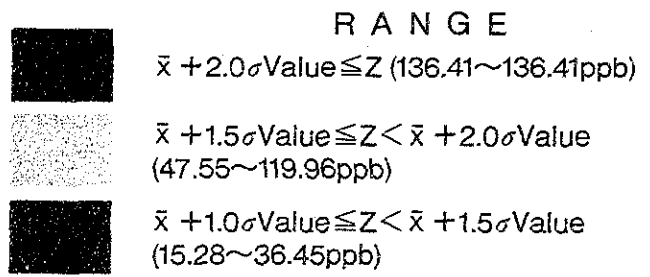 RANGE
x̄ +2.0σValue≦Z (136.41~136.41ppb)
x̄ +1.5σValue≦Z< x̄ +2.0σValue
(47.55~119.96ppb)
x̄ +1.0σValue≦Z< x̄ +1.5σValue
(15.28~36.45ppb)